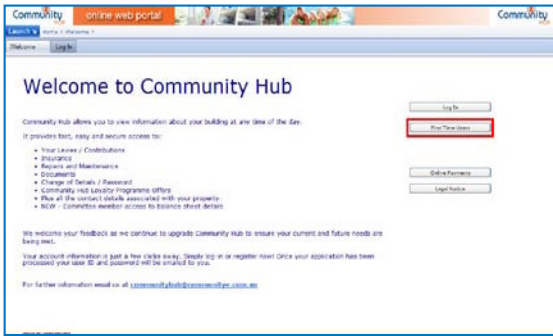 Community online web portal Community
Launch Home > Welcome >
Welcome Log In
Welcome to Community Hub
Log In
First Time Users
Community Hub allows you to view information about your building at any time of the day.
It provides fast, easy and secure access to:
• Your Levies / Contributions
• Insurance
• Repairs and Maintenance
• Documents
• Change of Details / Password
• Community Hub Loyalty Programme Offers
• Plus all the contact details associated with your property
• NEW - Committee member access to balance sheet details
Online Payments
Legal Notice
We welcome your feedback as we continue to upgrade Community Hub to ensure your current and future needs are
being met.
Your account information is just a few clicks away. Simply log in or register now! Once your application has been
processed your user ID and password will be emailed to you.
For further information email us at